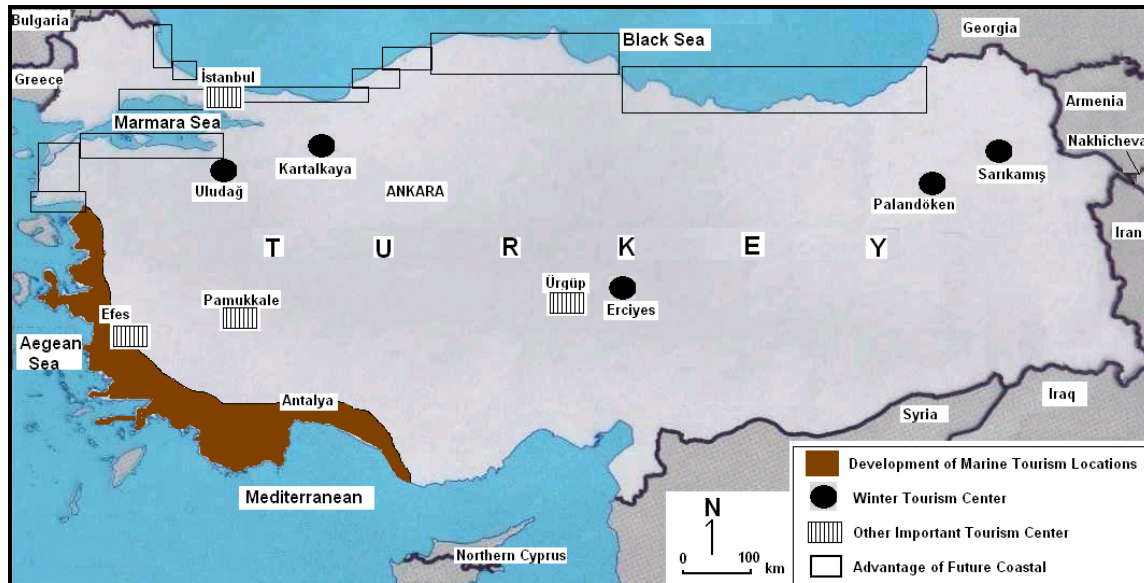 Bulgaria
Georgia
Black Sea
Greece
İstanbul
Armenia
Marmara Sea
Nakhicheva
Kartalkaya
Sarıkamış
Uludağ
ANKARA
Palandöken
Iran
T U R K E Y
Ürgüp
Pamukkale
Erciyes
Efes
Aegean
Sea
Antalya
Iraq
Syria
Mediterranean
Northern Cyprus
N
0 100
km
Development of Marine Tourism Locations
Winter Tourism Center
Other Important Tourism Center
Advantage of Future Coastal